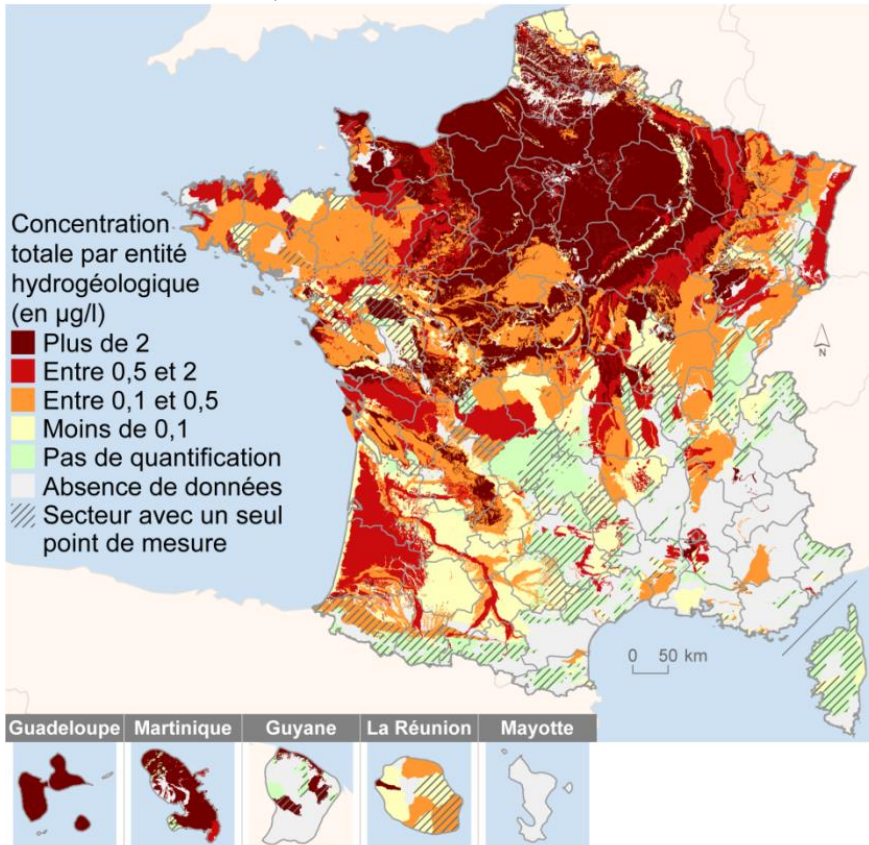 Concentration
totale par entité
hydrogéologique
(en µg/l)
Plus de 2
Entre 0,5 et 2
Entre 0,1 et 0,5
Moins de 0,1
Pas de quantification
Absence de données
Secteur avec un seul
point de mesure
N
0 50 km
Guadeloupe Martinique Guyane La Réunion Mayotte